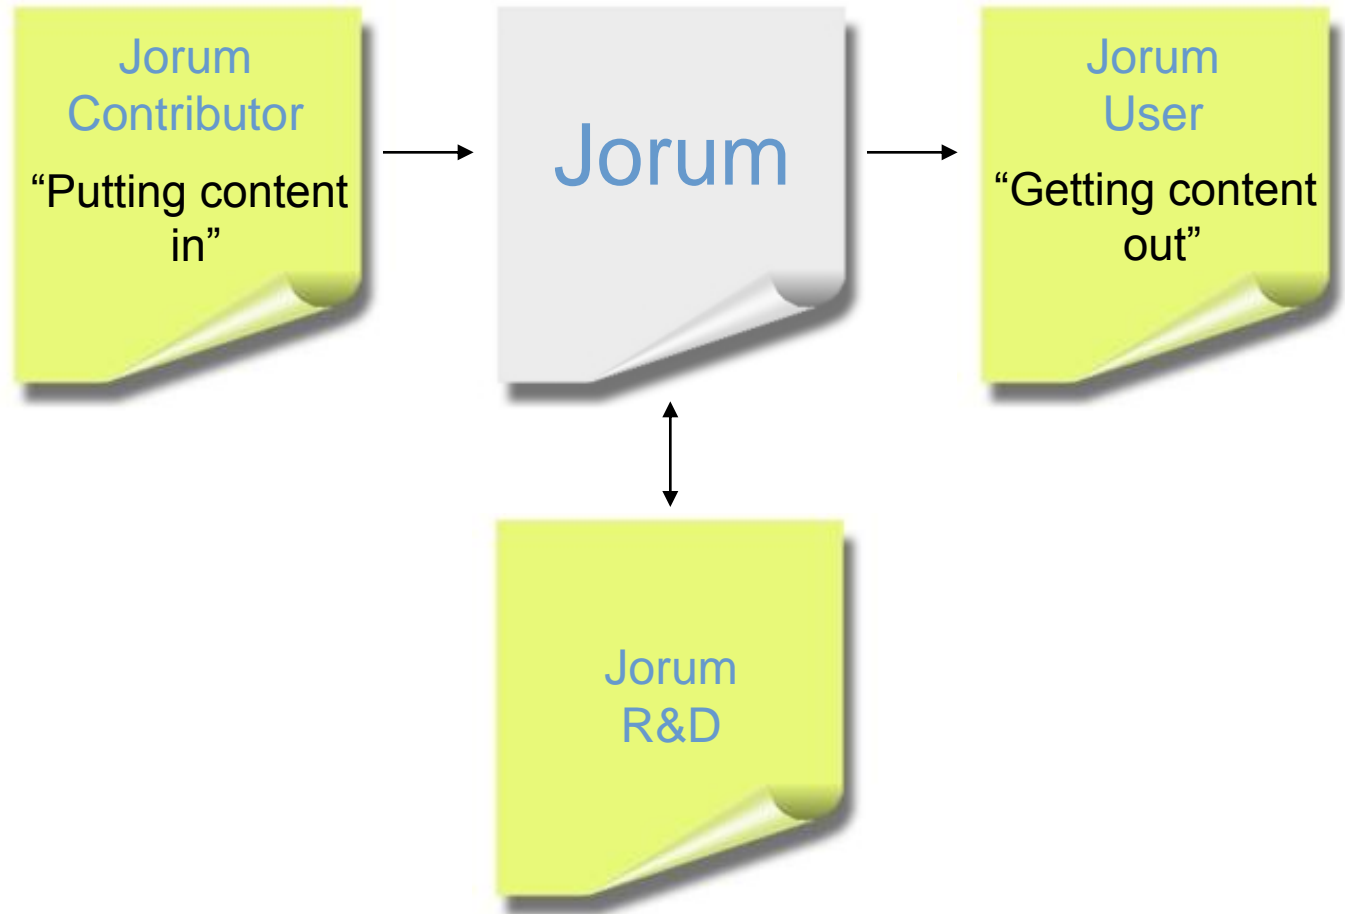 Jorum
Contributor
“Putting content
in”
Jorum
Jorum
User
“Getting content
out”
Jorum
R&D